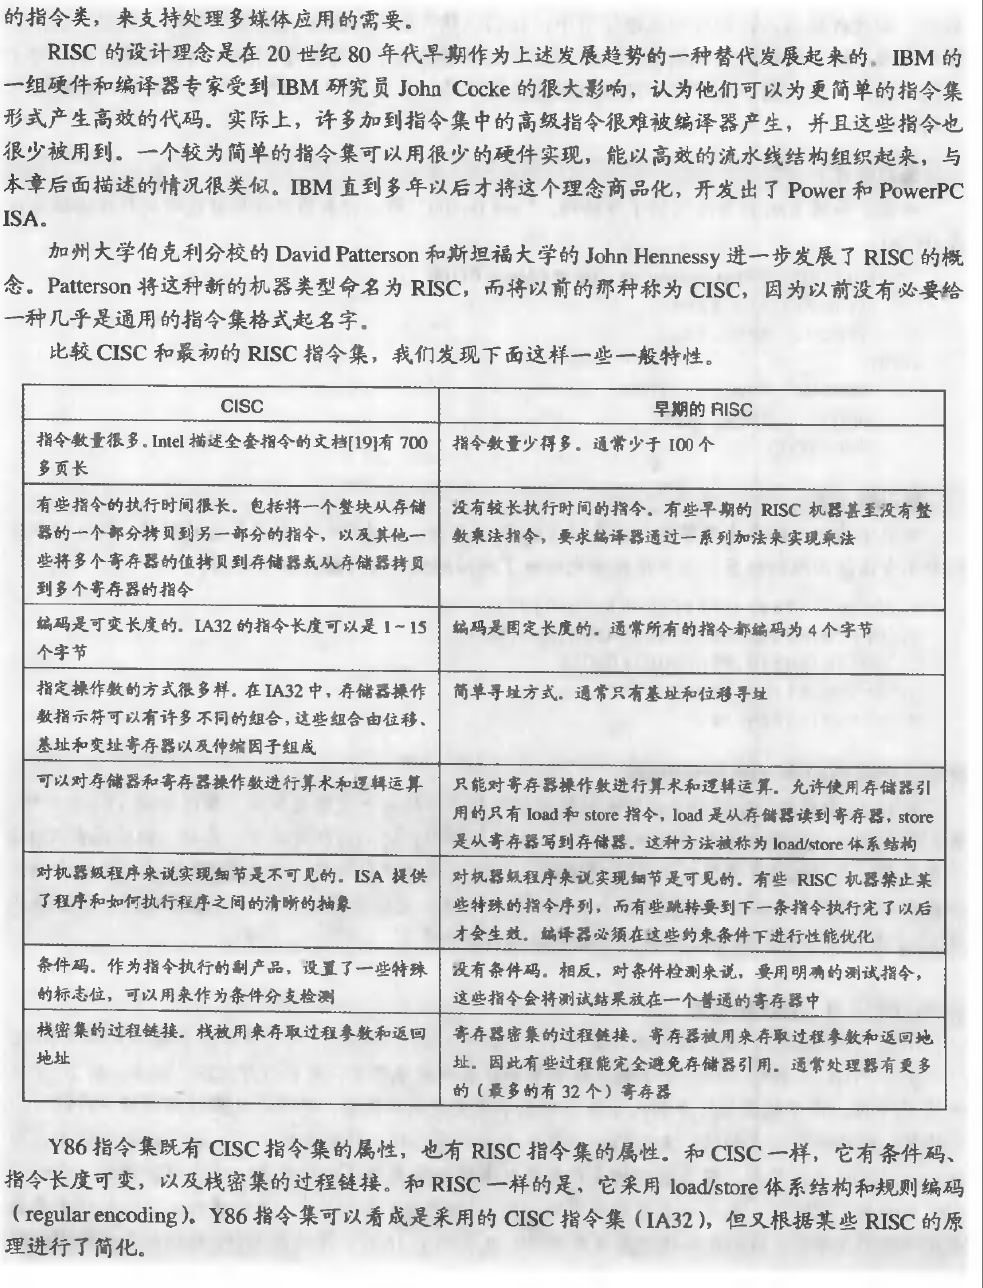 的指令类，来支持处理多媒体应用的需要。
RISC 的设计理念是在 20 世纪 80 年代早期作为上述发展趋势的一种替代发展起来的。IBM 的
一组硬件和编译器专家受到 IBM 研究员 John Cocke 的很大影响，认为他们可以为更简单的指令集
形式产生高效的代码。实际上，许多加到指令集中的高级指令很难被编译器产生，并且这些指令也
很少被用到。一个较为简单的指令集可以用很少的硬件实现，能以高效的流水线结构组织起来，与
本章后面描述的情况很类似。IBM 直到多年以后才将这个理念商品化，开发出了 Power 和 PowerPC
ISA。
加州大学伯克利分校的 David Patterson 和斯坦福大学的 John Hennessy 进一步发展了 RISC 的概
念。Patterson 将这种新的机器类型命名为 RISC，而将以前的那种称为 CISC，因为以前没有必要给
一种几乎是通用的指令集格式起名字。
比较 CISC 和最初的 RISC 指令集，我们发现下面这样一些一般特性。
CISC
早期的 RISC
指令数量很多。Intel 描述全套指令的文档[19]有 700
多页长
指令数量少得多。通常少于 100 个
有些指令的执行时间很长。包括将一个整块从存储
器的一个部分拷贝到另一部分的指令，以及其他一
些将多个寄存器的值拷贝到存储器或从存储器拷贝
到多个寄存器的指令
没有较长执行时间的指令。有些早期的 RISC 机器甚至没有整
数乘法指令，要求编译器通过一系列加法来实现乘法
编码是可变长度的。IA32 的指令长度可以是 1~15
个字节
编码是固定长度的。通常所有的指令都编码为 4 个字节
指定操作数的方式很多样。在 IA32 中，存储器操作
数指示符可以有许多不同的组合，这些组合由位移、
基址和变址寄存器以及伸缩因子组成
简单寻址方式。通常只有基址和位移寻址
可以对存储器和寄存器操作数进行算术和逻辑运算
只能对寄存器操作数进行算术和逻辑运算。允许使用存储器引
用的只有 load 和 store 指令，load 是从存储器读到寄存器，store
是从寄存器写到存储器。这种方法被称为 load/store 体系结构
对机器级程序来说实现细节是不可见的。ISA 提供
了程序和如何执行程序之间的清晰的抽象
对机器级程序来说实现细节是可见的。有些 RISC 机器禁止某
些特殊的指令序列，而有些跳转要到下一条指令执行完了以后
才会生效。编译器必须在这些约束条件下进行性能优化
条件码。作为指令执行的副产品，设置了一些特殊
的标志位，可以用来作为条件分支检测
没有条件码。相反，对条件检测来说，要用明确的测试指令，
这些指令会将测试结果放在一个普通的寄存器中
栈密集的过程链接。栈被用来存取过程参数和返回
地址
寄存器密集的过程链接。寄存器被用来存取过程参数和返回地
址。因此有些过程能完全避免存储器引用。通常处理器有更多
的（最多的有 32 个）寄存器
Y86 指令集既有 CISC 指令集的属性，也有 RISC 指令集的属性。和 CISC 一样，它有条件码、
指令长度可变，以及栈密集的过程链接。和 RISC 一样的是，它采用 load/store 体系结构和规则编码
（regular encoding）。Y86 指令集可以看成是采用的 CISC 指令集（IA32），但又根据某些 RISC 的原
理进行了简化。